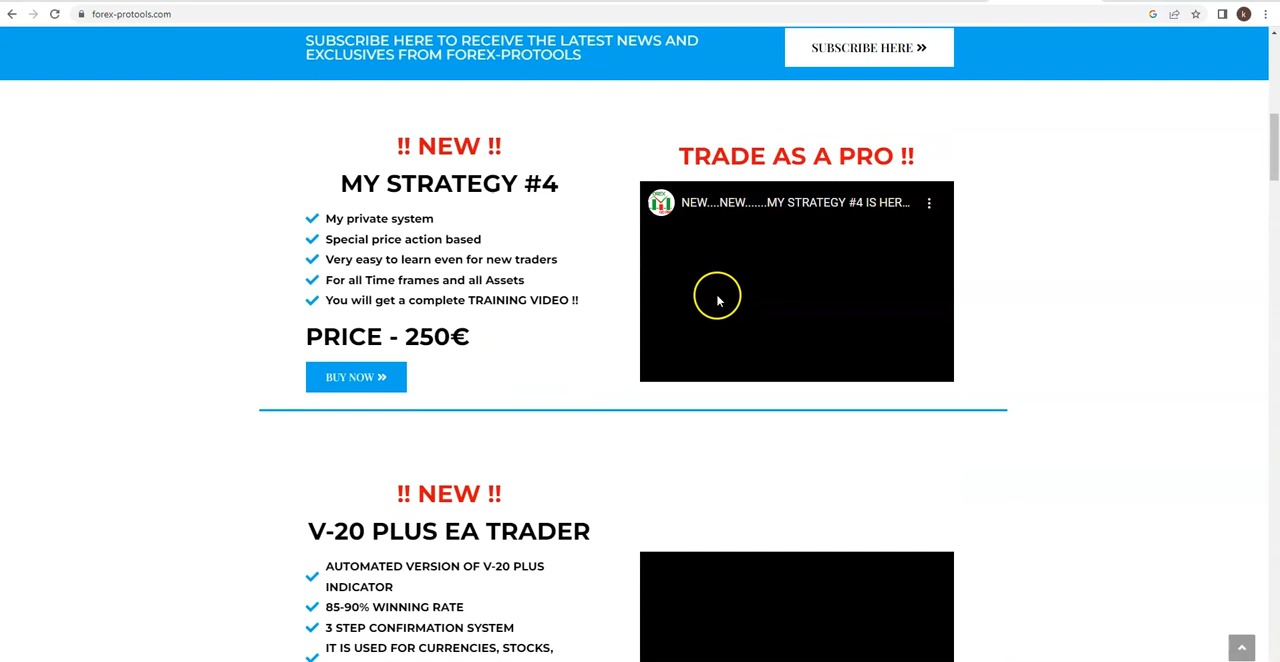 forex-protools.com
k
SUBSCRIBE HERE TO RECEIVE THE LATEST NEWS AND
EXCLUSIVES FROM FOREX-PROTOOLS
SUBSCRIBE HERE »
!! NEW !!
MY STRATEGY #4
My private system
Special price action based
Very easy to learn even for new traders
For all Time frames and all Assets
You will get a complete TRAINING VIDEO !!
PRICE - 250€
BUY NOW »
TRADE AS A PRO !!
NEW....NEW.......MY STRATEGY #4 IS HER...
!! NEW !!
V-20 PLUS EA TRADER
AUTOMATED VERSION OF V-20 PLUS
INDICATOR
85-90% WINNING RATE
3 STEP CONFIRMATION SYSTEM
IT IS USED FOR CURRENCIES, STOCKS,